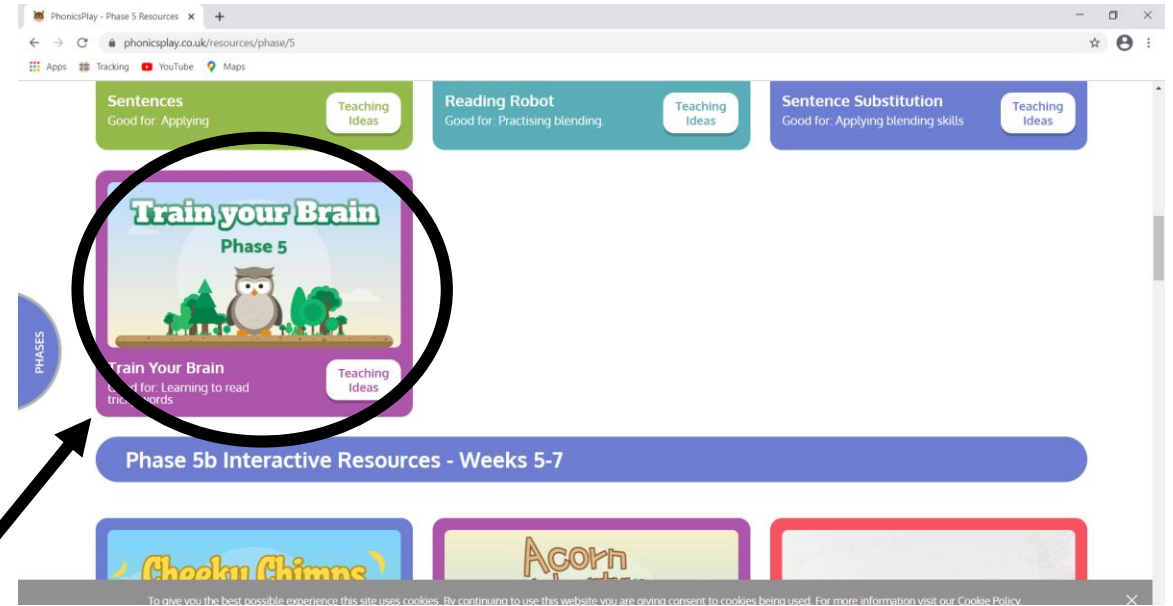 PhonicsPlay - Phase 5 Resources
phonicsplay.co.uk/resources/phase/5
Apps Tracking YouTube Maps
Sentences
Good for: Applying
Teaching
Ideas
Reading Robot
Good for: Practising blending.
Teaching
Ideas
Sentence Substitution
Good for: Applying blending skills
Teaching
Ideas
Train your Brain
Phase 5
PHASES
Train Your Brain
Good for: Learning to read
tricky words
Teaching
Ideas
Phase 5b Interactive Resources - Weeks 5-7
Cheeky Chimps
Acorn
To give you the best possible experience this site uses cookies. By continuing to use this website you are giving consent to cookies being used. For more information visit our Cookie Policy.